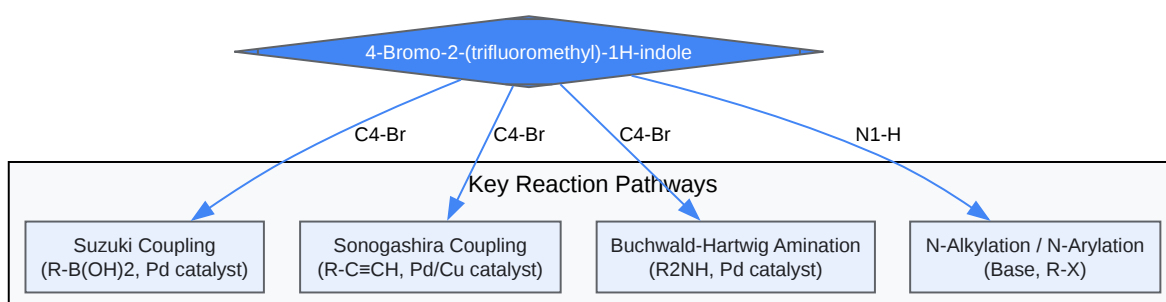 4-Bromo-2-(trifluoromethyl)-1H-indole
C4-Br
C4-Br
C4-Br
N1-H
Key Reaction Pathways
Suzuki Coupling
(R-B(OH)2, Pd catalyst)
Sonogashira Coupling
(R-C≡CH, Pd/Cu catalyst)
Buchwald-Hartwig Amination
(R2NH, Pd catalyst)
N-Alkylation / N-Arylation
(Base, R-X)